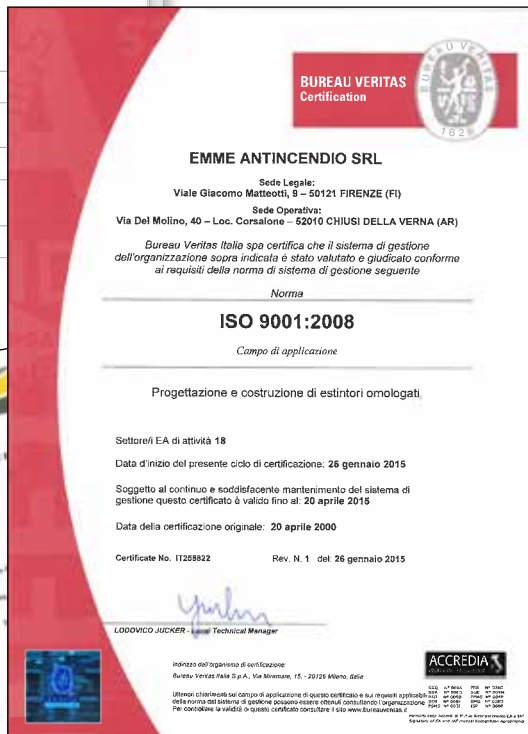 BUREAU VERITAS
Certification
BUREAU VERITAS
1828
EMME ANTINCENDIO SRL
Sede Legale:
Viale Giacomo Matteotti, 9 – 50121 FIRENZE (FI)
Sede Operativa:
Via Del Molino, 40 – Loc. Corsalone – 52010 CHIUSI DELLA VERNA (AR)
Bureau Veritas Italia spa certifica che il sistema di gestione
dell'organizzazione sopra indicata è stato valutato e giudicato conforme
ai requisiti della norma di sistema di gestione seguente
Norma
ISO 9001:2008
Campo di applicazione
Progettazione e costruzione di estintori omologati.
Settore/i EA di attività 18
Data d'inizio del presente ciclo di certificazione: 26 gennaio 2015
Soggetto al continuo e soddisfacente mantenimento del sistema di
gestione questo certificato è valido fino al: 20 aprile 2015
Data della certificazione originale: 20 aprile 2000
Certificate No. IT258822 Rev. N. 1 del: 26 gennaio 2015
LODOVICO JUCKER - Local Technical Manager
Indirizzo dell'organismo di certificazione:
Bureau Veritas Italia S.p.A., Via Miramare, 15, - 20126 Milano, Italia
Ulteriori chiarimenti sul campo di applicazione di questo certificato e sui requisiti applicabili
della norma del sistema di gestione possono essere ottenuti consultando l'organizzazione
Per controllare la validità di questo certificato consultare il sito www.bureauveritas.it
ACCREDIA